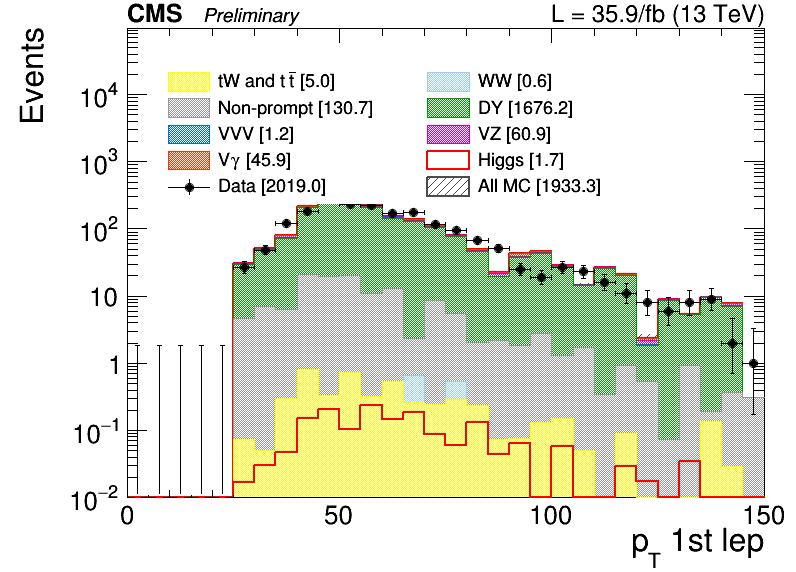 CMS Preliminary L = 35.9/fb (13 TeV)
Events
tW and t t̅ [5.0] WW [0.6]
Non-prompt [130.7] DY [1676.2]
VVV [1.2] VZ [60.9]
Vγ [45.9] Higgs [1.7]
Data [2019.0] All MC [1933.3]
10⁴
10³
10²
10
1
10⁻¹
10⁻²
0 50 100 150
p_T 1st lep